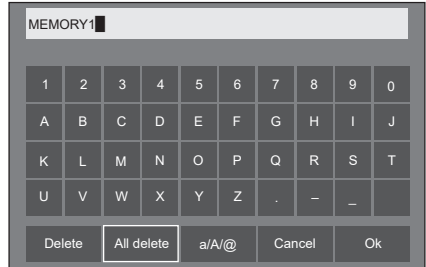 MEMORY1
1 2 3 4 5 6 7 8 9 0
A B C D E F G H I J
K L M N O P Q R S T
U V W X Y Z . – _
Delete All delete a/A/@ Cancel Ok